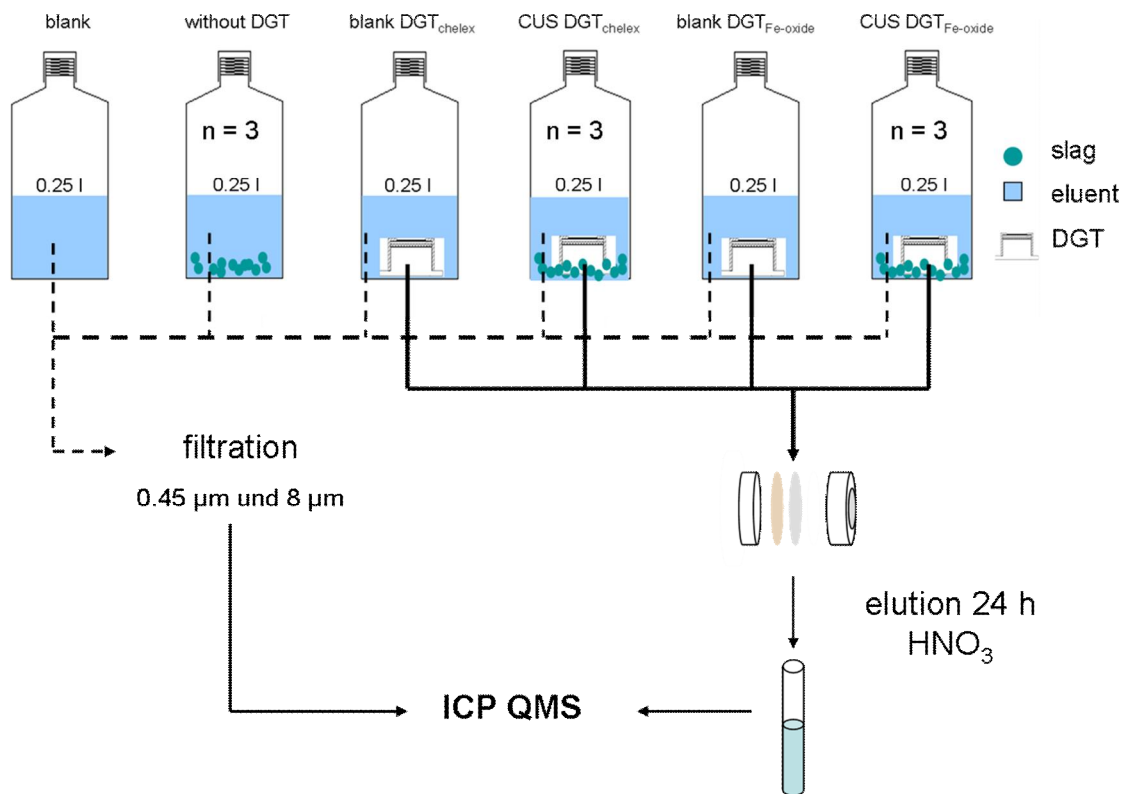 blank
without DGT
blank DGTchelex
CUS DGTchelex
blank DGTFe-oxide
CUS DGTFe-oxide
n = 3
n = 3
n = 3
0.25 l
0.25 l
0.25 l
0.25 l
0.25 l
0.25 l
slag
eluent
DGT
filtration
0.45 µm und 8 µm
elution 24 h
HNO3
ICP QMS